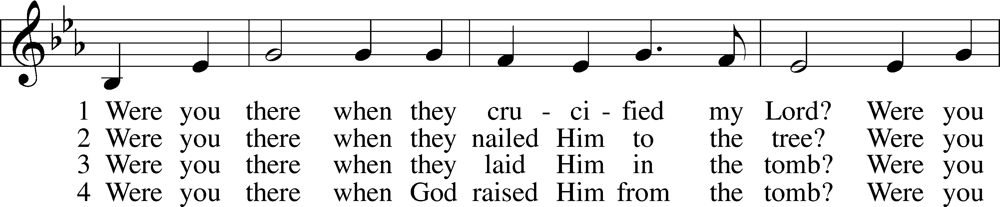 1 Were you there when they cru - ci - fied my Lord? Were you
2 Were you there when they nailed Him to the tree? Were you
3 Were you there when they laid Him in the tomb? Were you
4 Were you there when God raised Him from the tomb? Were you